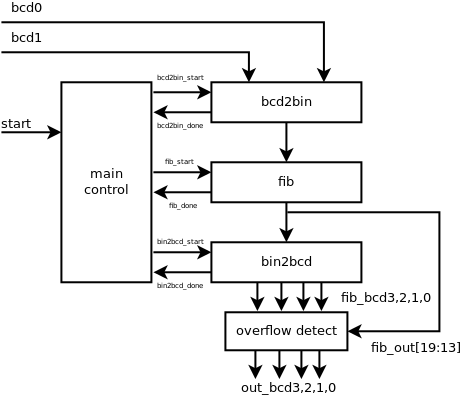 bcd0
bcd1
bcd2bin_start
bcd2bin
start
bcd2bin_done
fib_start
main
control
fib
fib_done
bin2bcd_start
bin2bcd
bin2bcd_done
fib_bcd3,2,1,0
overflow detect
fib_out[19:13]
out_bcd3,2,1,0